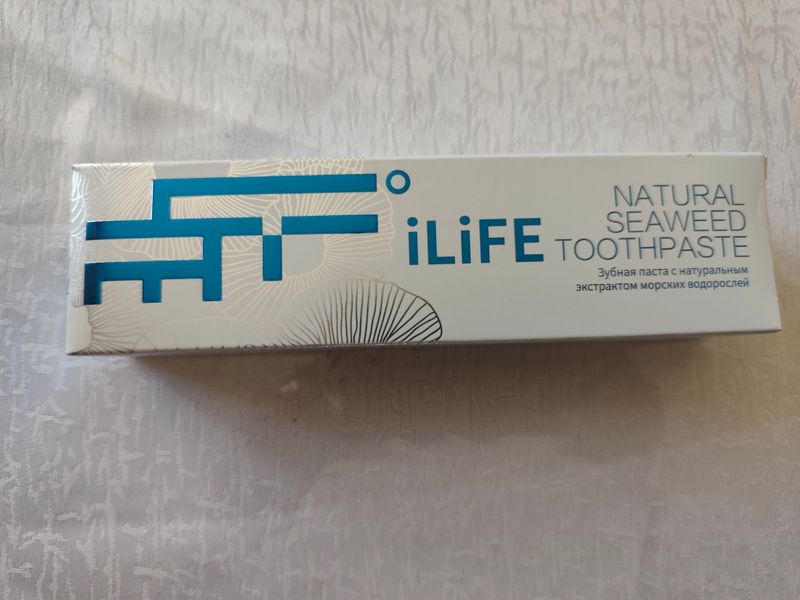 iLiFE
NATURAL
SEAWEED
TOOTHPASTE
Зубная паста с натуральным
экстрактом морских водорослей